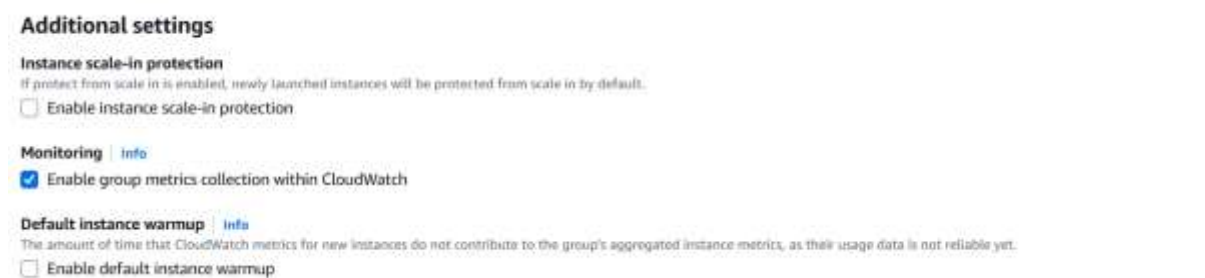 Additional settings
Instance scale-in protection
If protect from scale in is enabled, newly launched instances will be protected from scale in by default.
Enable instance scale-in protection
Monitoring Info
Enable group metrics collection within CloudWatch
Default instance warmup Info
The amount of time that CloudWatch metrics for new instances do not contribute to the group's aggregated instance metrics, as their usage data is not reliable yet.
Enable default instance warmup